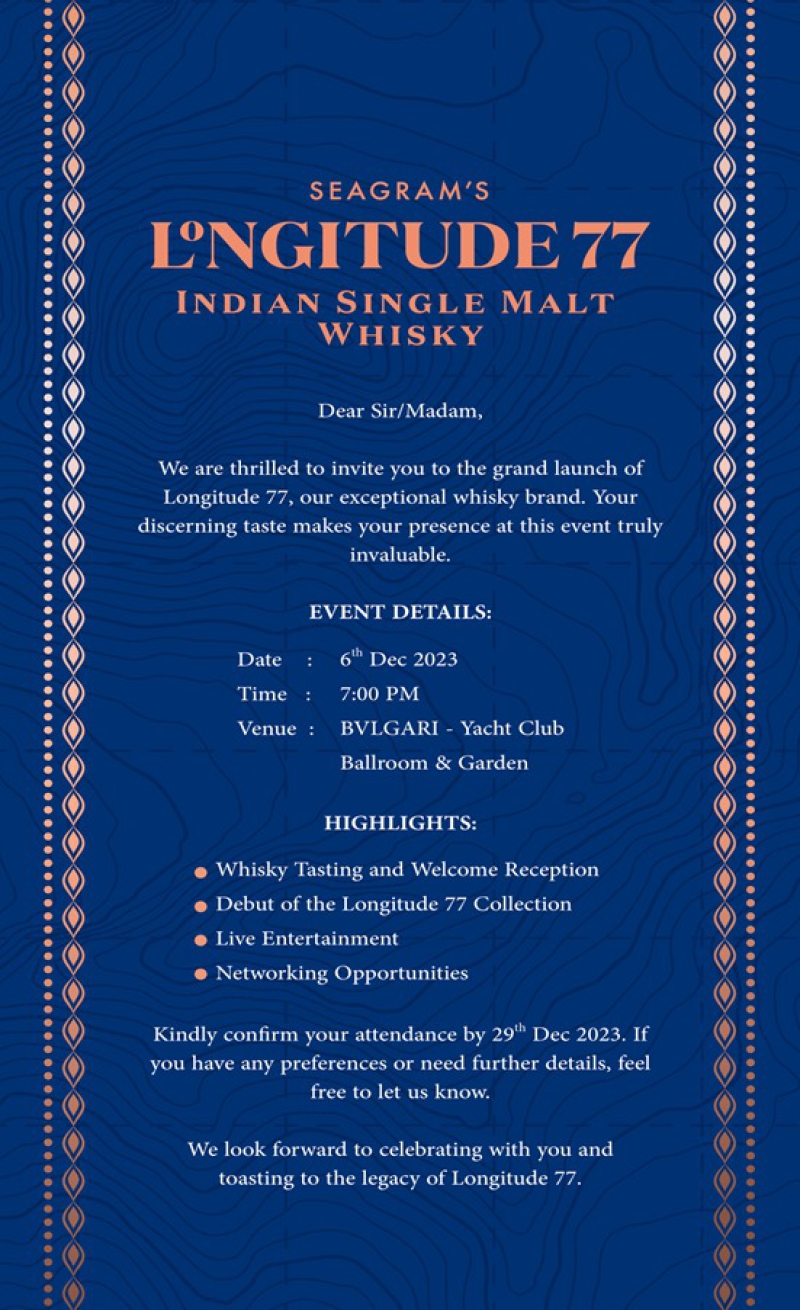 SEAGRAM'S
LONGITUDE 77
INDIAN SINGLE MALT
WHISKY
Dear Sir/Madam,
We are thrilled to invite you to the grand launch of
Longitude 77, our exceptional whisky brand. Your
discerning taste makes your presence at this event truly
invaluable.
EVENT DETAILS:
Date : 6th Dec 2023
Time : 7:00 PM
Venue : BVLGARI - Yacht Club
Ballroom & Garden
HIGHLIGHTS:
● Whisky Tasting and Welcome Reception
● Debut of the Longitude 77 Collection
● Live Entertainment
● Networking Opportunities
Kindly confirm your attendance by 29th Dec 2023. If
you have any preferences or need further details, feel
free to let us know.
We look forward to celebrating with you and
toasting to the legacy of Longitude 77.